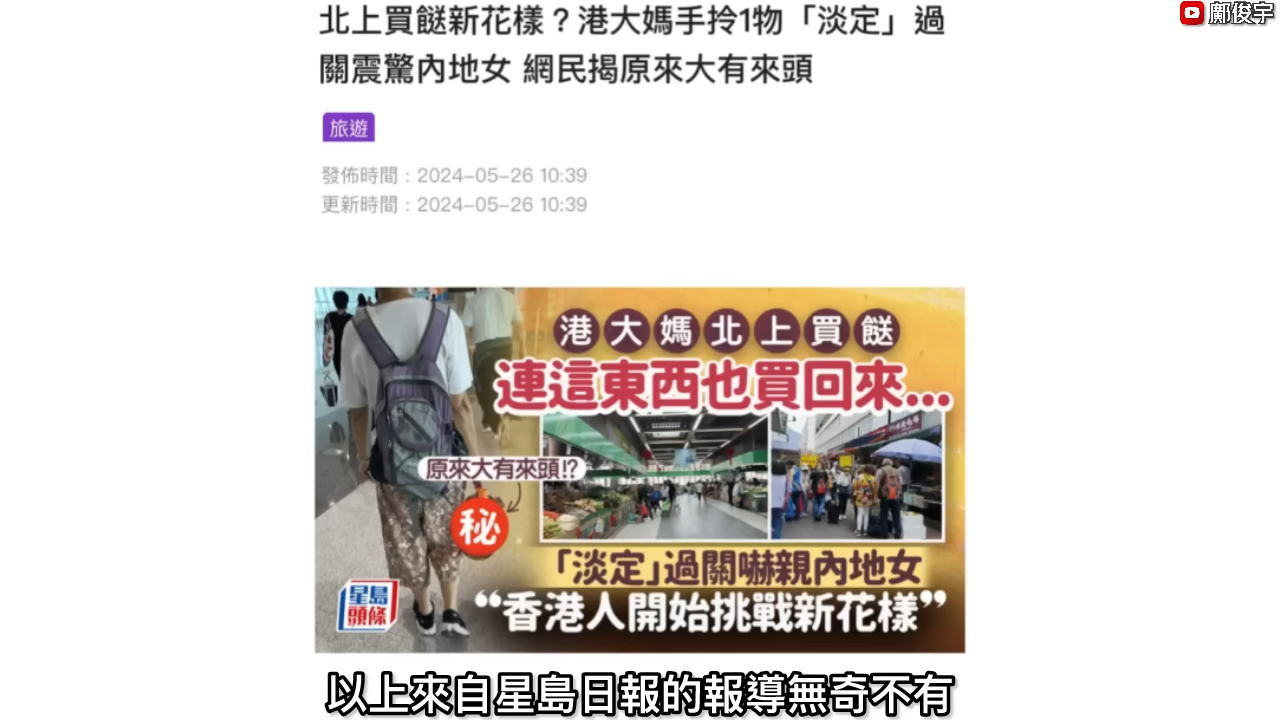 北上買餸新花樣？港大媽手拎1物「淡定」過
關震驚內地女 網民揭原來大有來頭
鄺俊宇
旅遊
發佈時間：2024-05-26 10:39
更新時間：2024-05-26 10:39
港大媽北上買餸
連這東西也買回來...
原來大有來頭!?
秘
「淡定」過關嚇親內地女
“香港人開始挑戰新花樣”
星島
頭條
以上來自星島日報的報導無奇不有